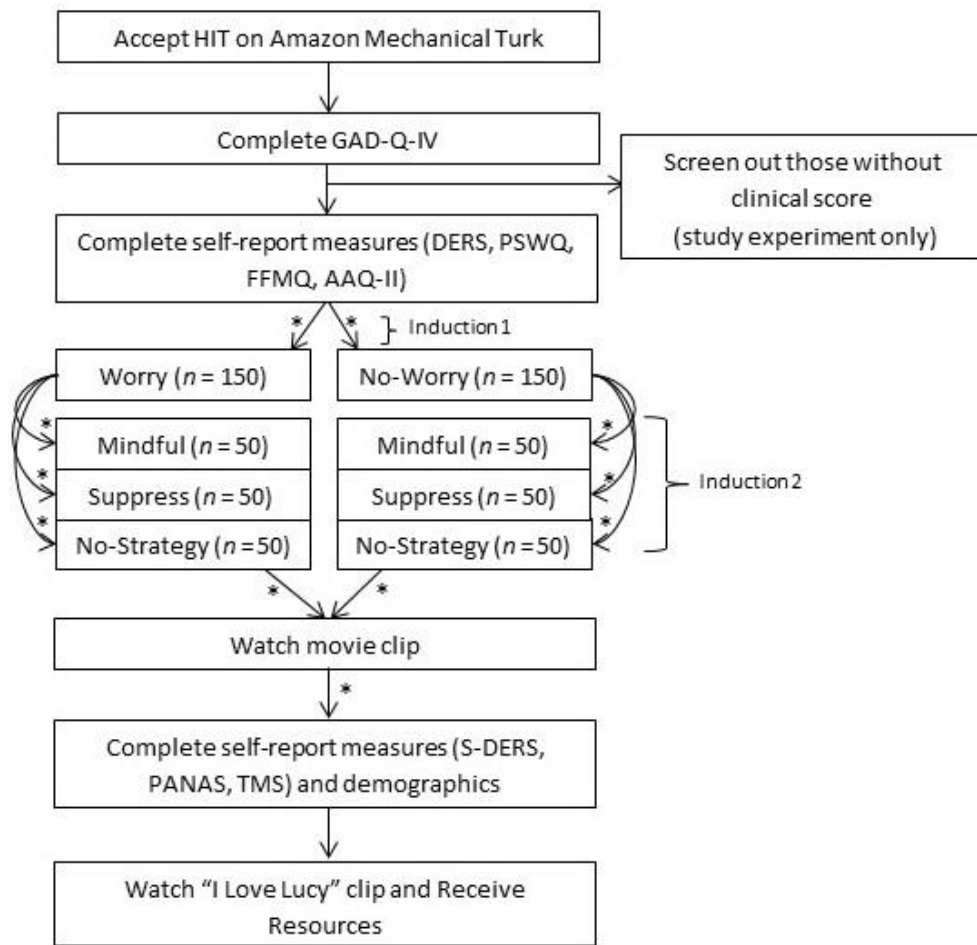 Accept HIT on Amazon Mechanical Turk
Complete GAD-Q-IV
Screen out those without
clinical score
(study experiment only)
Complete self-report measures (DERS, PSWQ,
FFMQ, AAQ-II)
* *
Induction 1
Worry (n = 150)
No-Worry (n = 150)
* Mindful (n = 50)
Mindful (n = 50) *
* Suppress (n = 50)
Suppress (n = 50) *
* No-Strategy (n = 50)
No-Strategy (n = 50) *
Induction 2
* *
Watch movie clip
*
Complete self-report measures (S-DERS,
PANAS, TMS) and demographics
Watch “I Love Lucy” clip and Receive
Resources